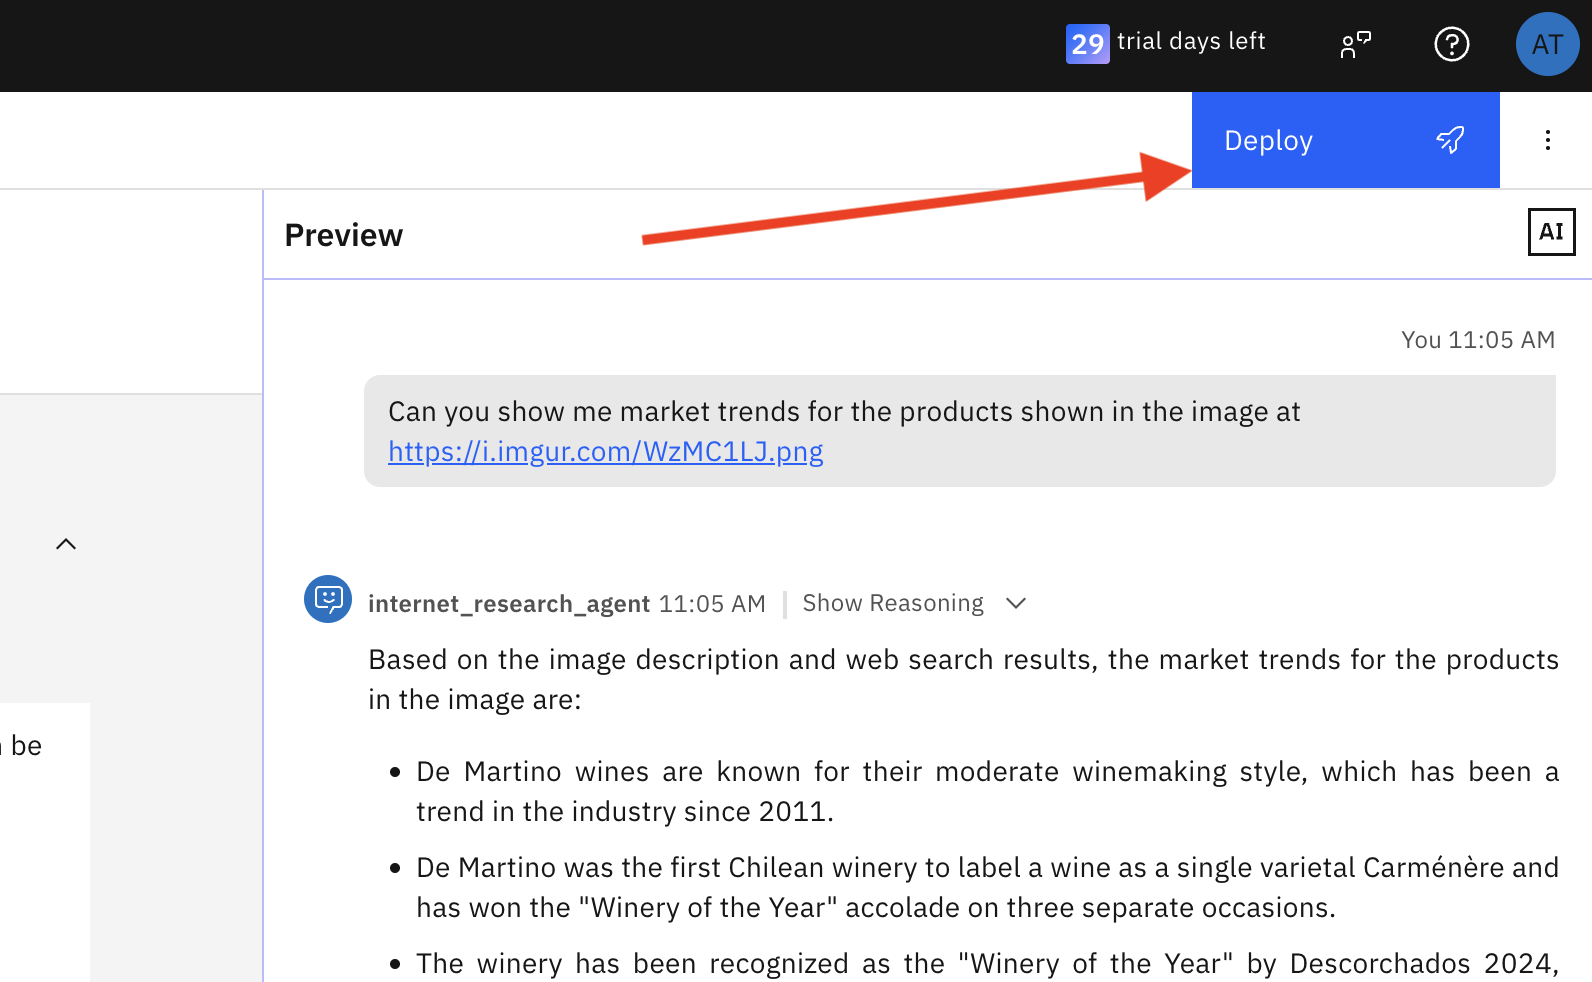 29 trial days left
AT
Deploy
Preview
AI
You 11:05 AM
Can you show me market trends for the products shown in the image at
https://i.imgur.com/WzMC1LJ.png
internet_research_agent 11:05 AM | Show Reasoning
Based on the image description and web search results, the market trends for the products
in the image are:
• De Martino wines are known for their moderate winemaking style, which has been a
trend in the industry since 2011.
be
• De Martino was the first Chilean winery to label a wine as a single varietal Carménère and
has won the "Winery of the Year" accolade on three separate occasions.
• The winery has been recognized as the "Winery of the Year" by Descorchados 2024,